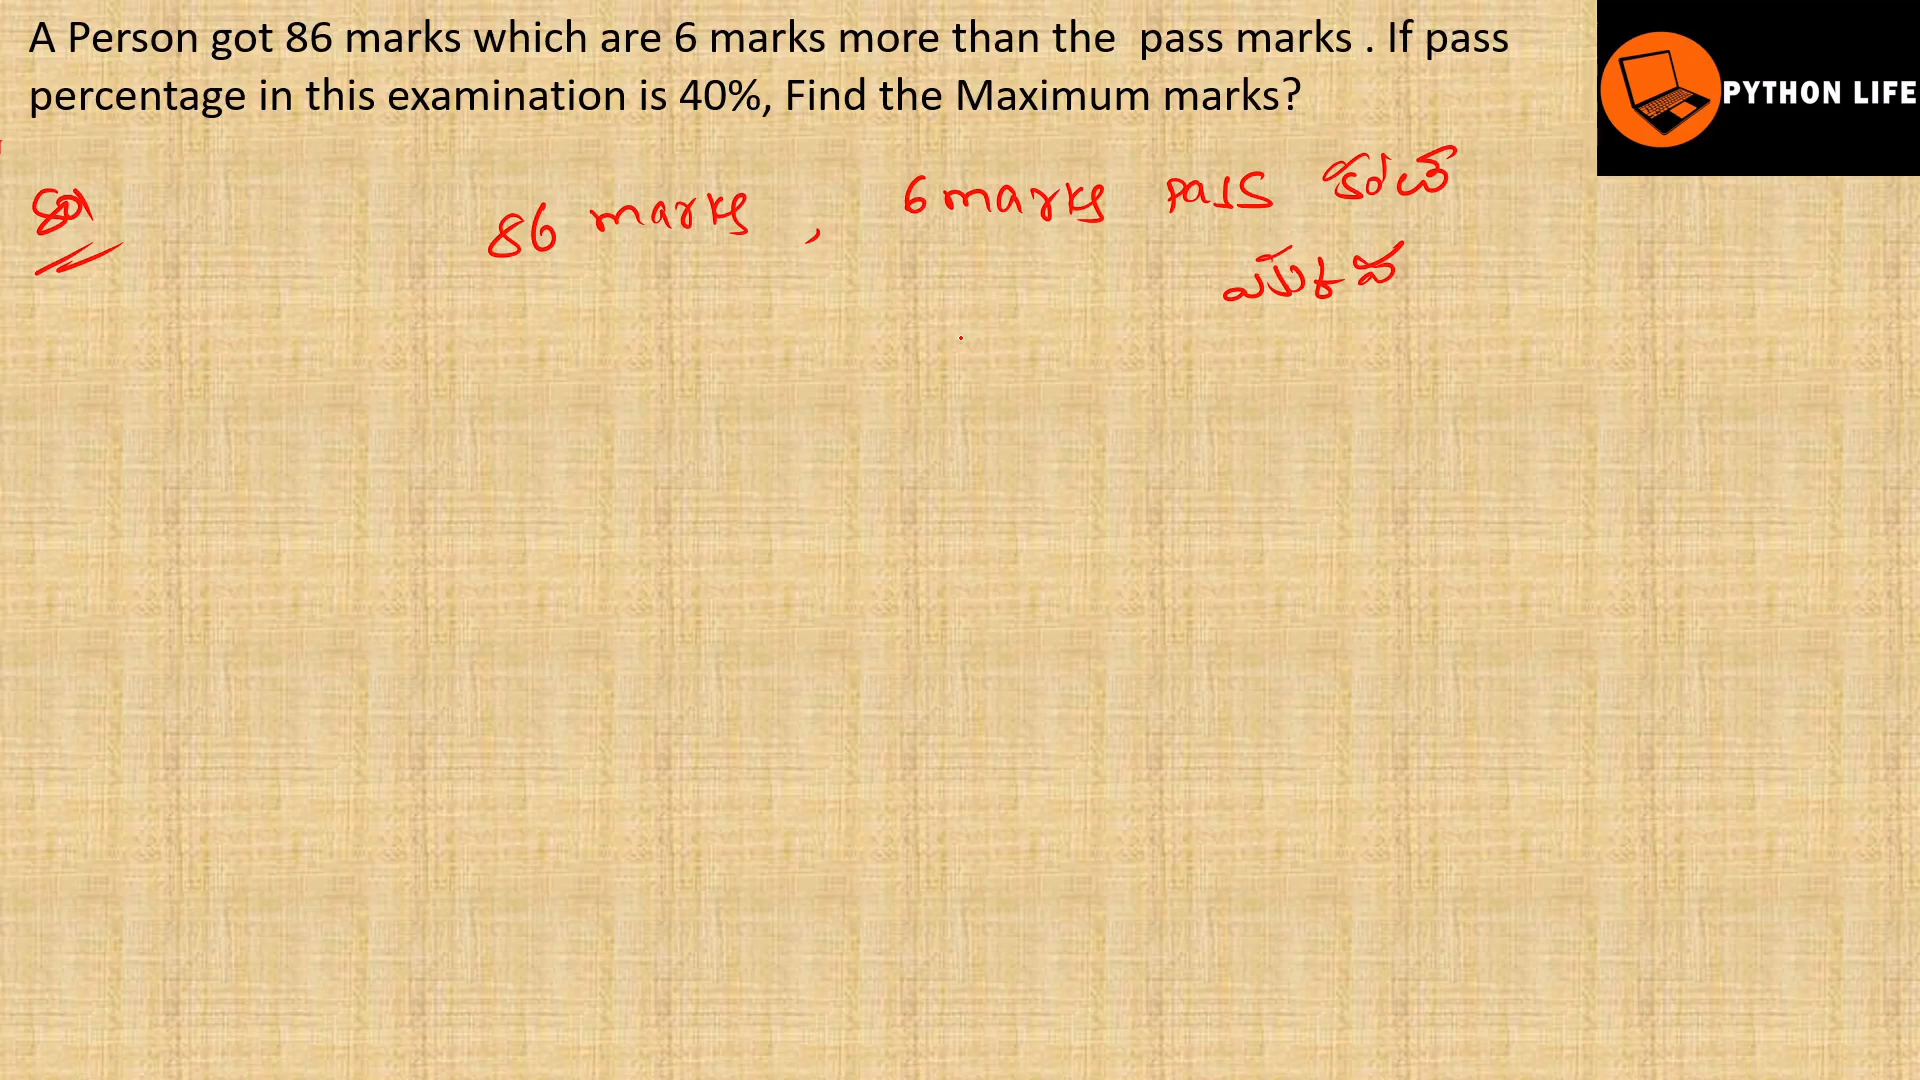 A Person got 86 marks which are 6 marks more than the pass marks . If pass
percentage in this examination is 40%, Find the Maximum marks?
PYTHON LIFE
Sol
86 marks , 6 marks pass కంటే